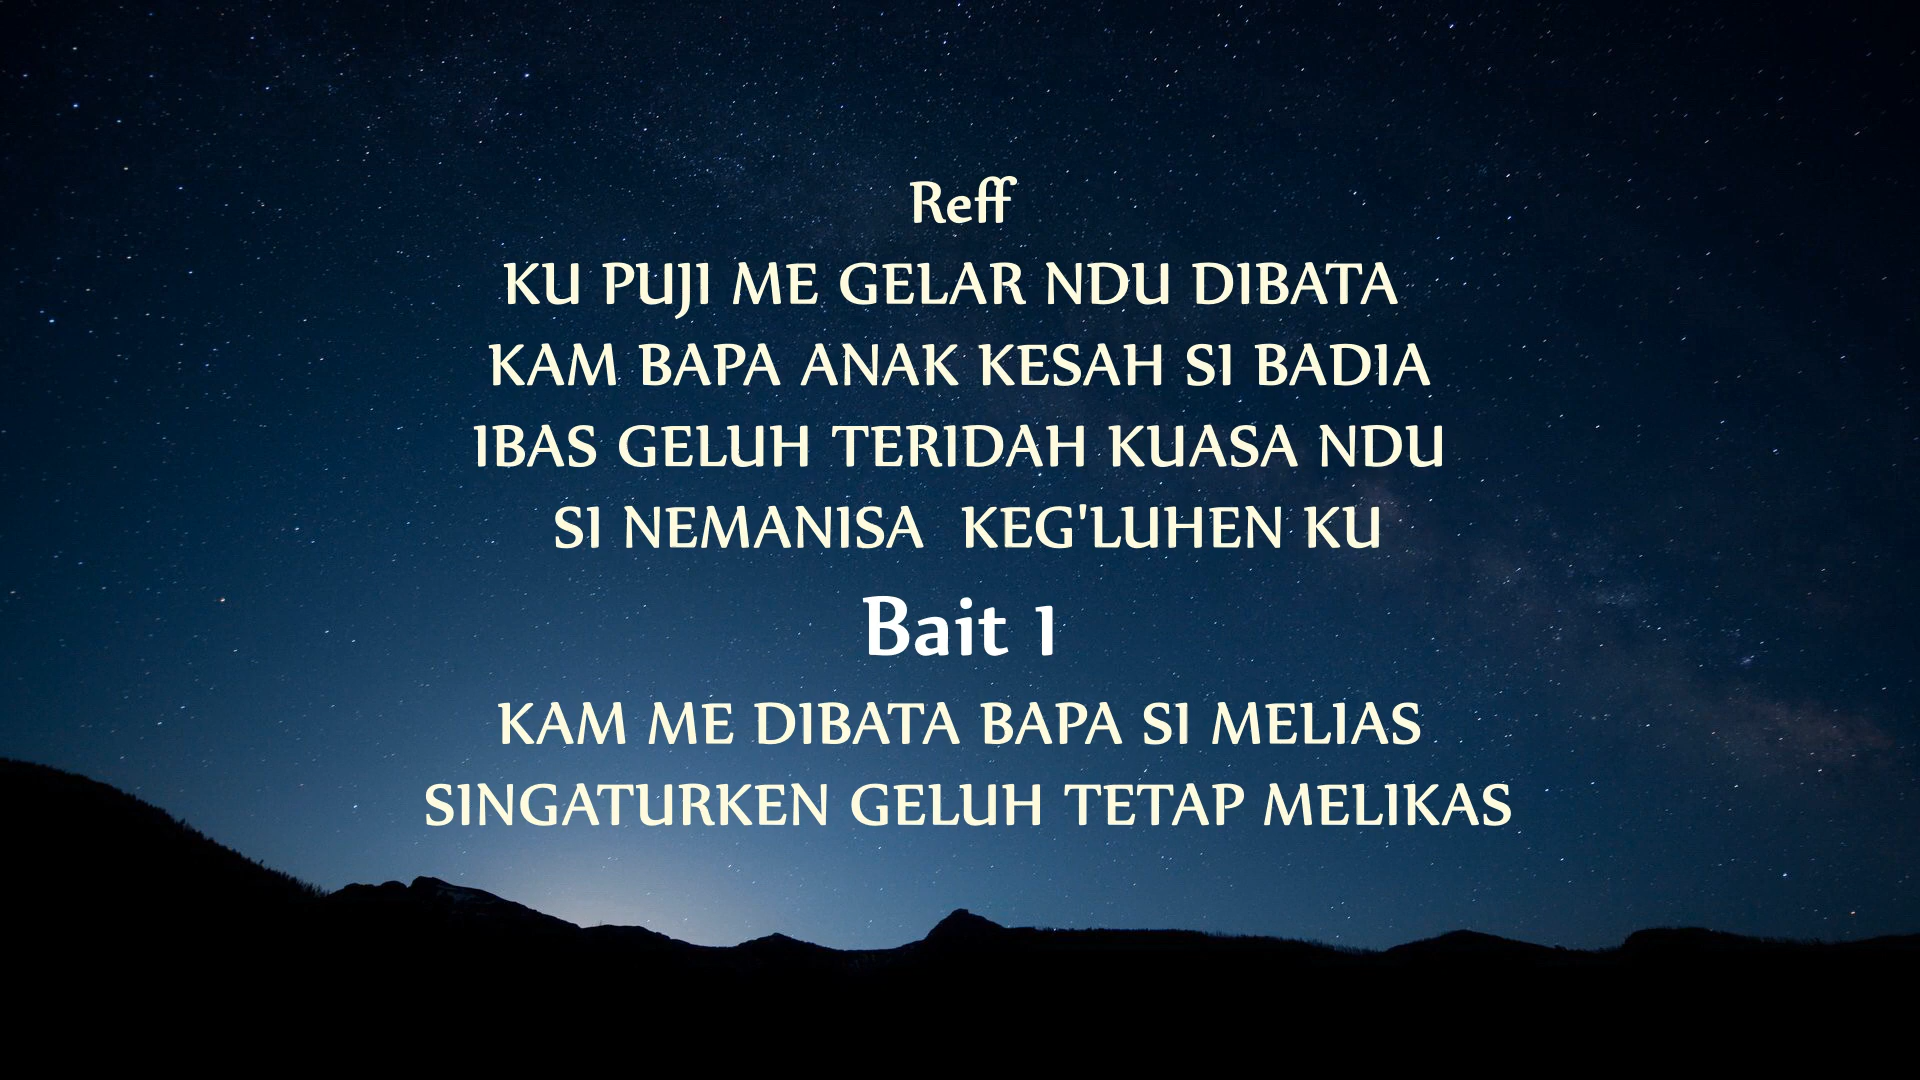 Reff
KU PUJI ME GELAR NDU DIBATA
KAM BAPA ANAK KESAH SI BADIA
IBAS GELUH TERIDAH KUASA NDU
SI NEMANISA  KEG'LUHEN KU
Bait 1
KAM ME DIBATA BAPA SI MELIAS
SINGATURKEN GELUH TETAP MELIKAS